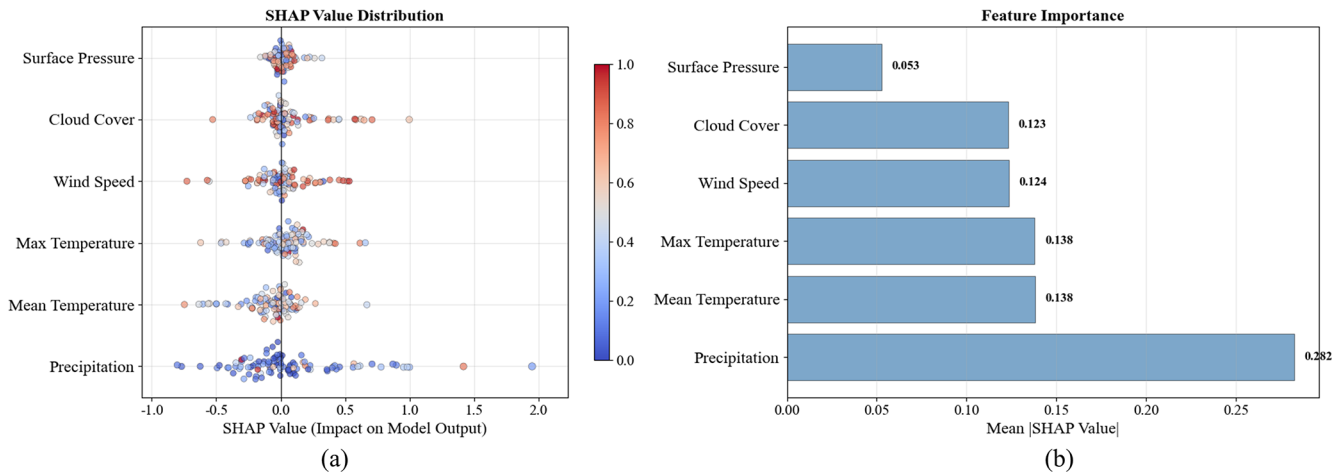 SHAP Value Distribution
Surface Pressure
Cloud Cover
Wind Speed
Max Temperature
Mean Temperature
Precipitation
-1.0 -0.5 0.0 0.5 1.0 1.5 2.0
SHAP Value (Impact on Model Output)
1.0
0.8
0.6
0.4
0.2
0.0
(a)
Feature Importance
Surface Pressure 0.053
Cloud Cover 0.123
Wind Speed 0.124
Max Temperature 0.138
Mean Temperature 0.138
Precipitation 0.282
0.00 0.05 0.10 0.15 0.20 0.25
Mean |SHAP Value|
(b)